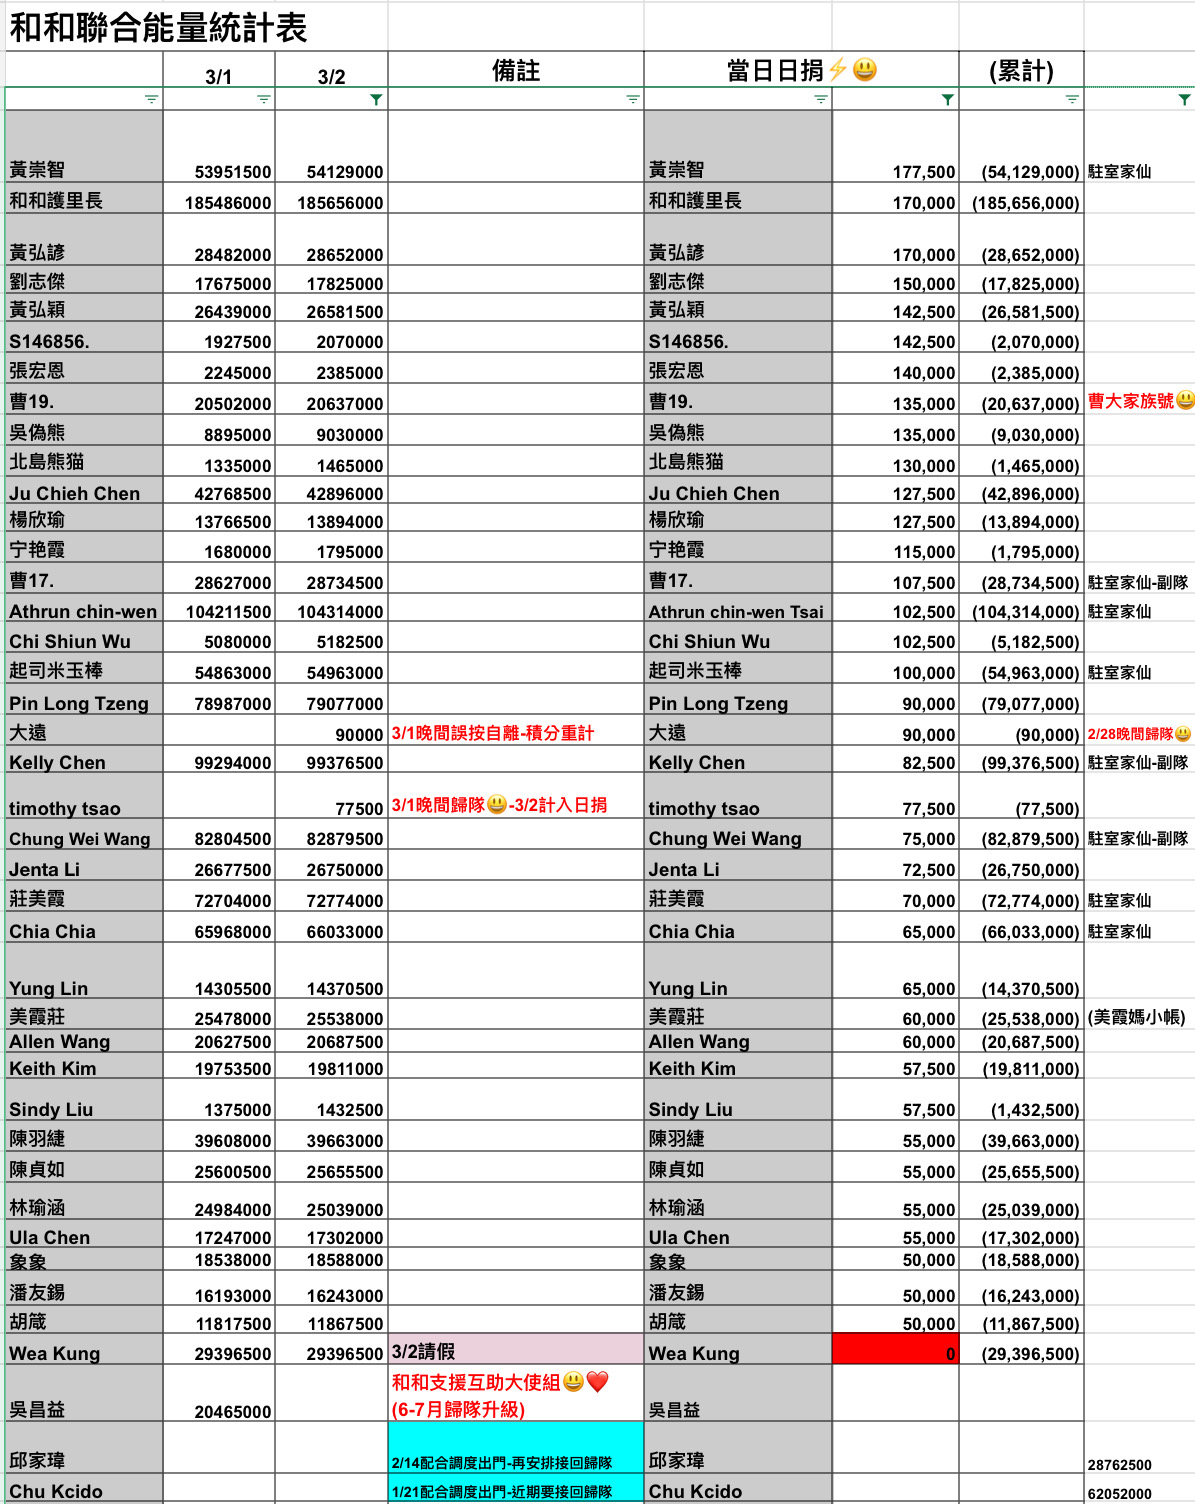 和和聯合能量統計表
3/1 3/2 備註 當日日捐⚡😃 (累計)
黃崇智 53951500 54129000 黃崇智 177,500 (54,129,000) 駐室家仙
和和護里長 185486000 185656000 和和護里長 170,000 (185,656,000)
黃弘諺 28482000 28652000 黃弘諺 170,000 (28,652,000)
劉志傑 17675000 17825000 劉志傑 150,000 (17,825,000)
黃弘穎 26439000 26581500 黃弘穎 142,500 (26,581,500)
S146856. 1927500 2070000 S146856. 142,500 (2,070,000)
張宏恩 2245000 2385000 張宏恩 140,000 (2,385,000)
曹19. 20502000 20637000 曹19. 135,000 (20,637,000) 曹大家族號😃
吳偽熊 8895000 9030000 吳偽熊 135,000 (9,030,000)
北島熊猫 1335000 1465000 北島熊猫 130,000 (1,465,000)
Ju Chieh Chen 42768500 42896000 Ju Chieh Chen 127,500 (42,896,000)
楊欣瑜 13766500 13894000 楊欣瑜 127,500 (13,894,000)
宁艳霞 1680000 1795000 宁艳霞 115,000 (1,795,000)
曹17. 28627000 28734500 曹17. 107,500 (28,734,500) 駐室家仙-副隊
Athrun chin-wen 104211500 104314000 Athrun chin-wen Tsai 102,500 (104,314,000) 駐室家仙
Chi Shiun Wu 5080000 5182500 Chi Shiun Wu 102,500 (5,182,500)
起司米玉棒 54863000 54963000 起司米玉棒 100,000 (54,963,000) 駐室家仙
Pin Long Tzeng 78987000 79077000 Pin Long Tzeng 90,000 (79,077,000)
大遠 90000 3/1晚間誤按自離-積分重計 大遠 90,000 (90,000) 2/28晚間歸隊😃
Kelly Chen 99294000 99376500 Kelly Chen 82,500 (99,376,500) 駐室家仙-副隊
timothy tsao 77500 3/1晚間歸隊😃-3/2計入日捐 timothy tsao 77,500 (77,500)
Chung Wei Wang 82804500 82879500 Chung Wei Wang 75,000 (82,879,500) 駐室家仙-副隊
Jenta Li 26677500 26750000 Jenta Li 72,500 (26,750,000)
莊美霞 72704000 72774000 莊美霞 70,000 (72,774,000) 駐室家仙
Chia Chia 65968000 66033000 Chia Chia 65,000 (66,033,000) 駐室家仙
Yung Lin 14305500 14370500 Yung Lin 65,000 (14,370,500)
美霞莊 25478000 25538000 美霞莊 60,000 (25,538,000) (美霞媽小帳)
Allen Wang 20627500 20687500 Allen Wang 60,000 (20,687,500)
Keith Kim 19753500 19811000 Keith Kim 57,500 (19,811,000)
Sindy Liu 1375000 1432500 Sindy Liu 57,500 (1,432,500)
陳羽緁 39608000 39663000 陳羽緁 55,000 (39,663,000)
陳貞如 25600500 25655500 陳貞如 55,000 (25,655,500)
林瑜涵 24984000 25039000 林瑜涵 55,000 (25,039,000)
Ula Chen 17247000 17302000 Ula Chen 55,000 (17,302,000)
象象 18538000 18588000 象象 50,000 (18,588,000)
潘友錫 16193000 16243000 潘友錫 50,000 (16,243,000)
胡箴 11817500 11867500 胡箴 50,000 (11,867,500)
Wea Kung 29396500 29396500 3/2請假 Wea Kung 0 (29,396,500)
和和支援互助大使組😃❤️
吳昌益 20465000 (6-7月歸隊升級) 吳昌益
邱家瑋 2/14配合調度出門-再安排接回歸隊 邱家瑋 28762500
Chu Kcido 1/21配合調度出門-近期要接回歸隊 Chu Kcido 62052000